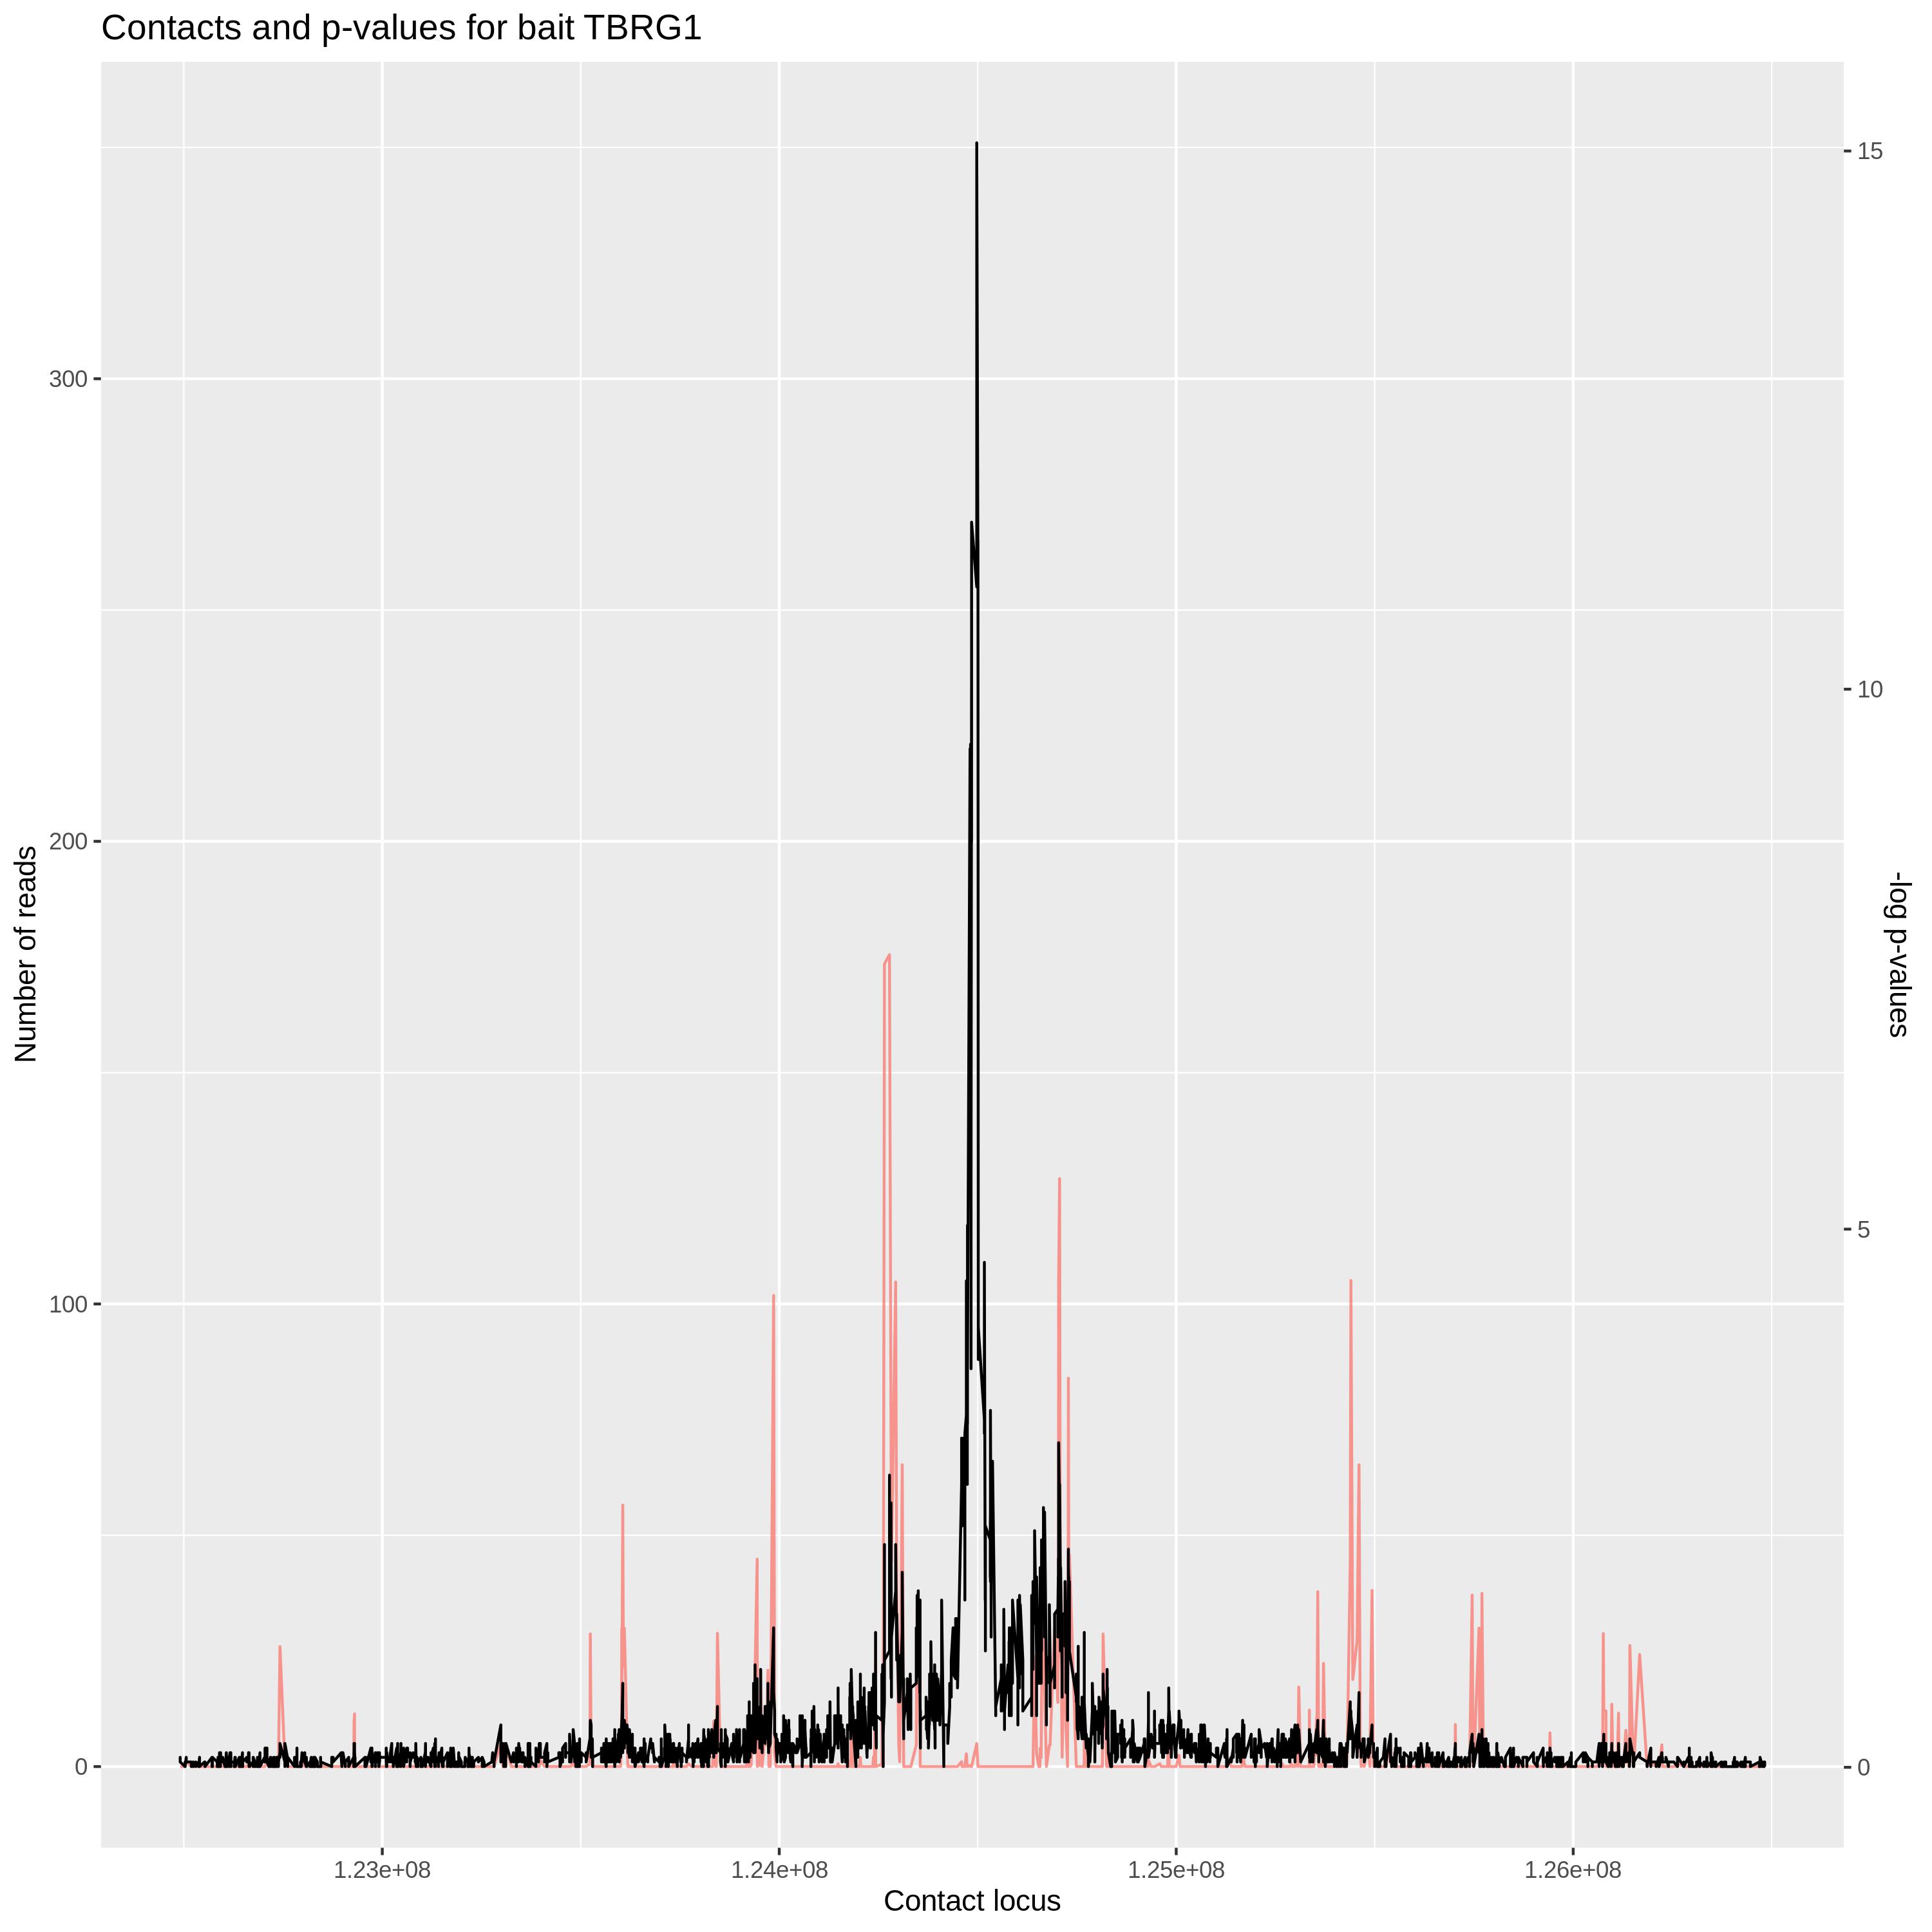 Contacts and p-values for bait TBRG1
300
200
100
0
Number of reads
15
10
5
0
-log p-values
1.23e+08
1.24e+08
1.25e+08
1.26e+08
Contact locus